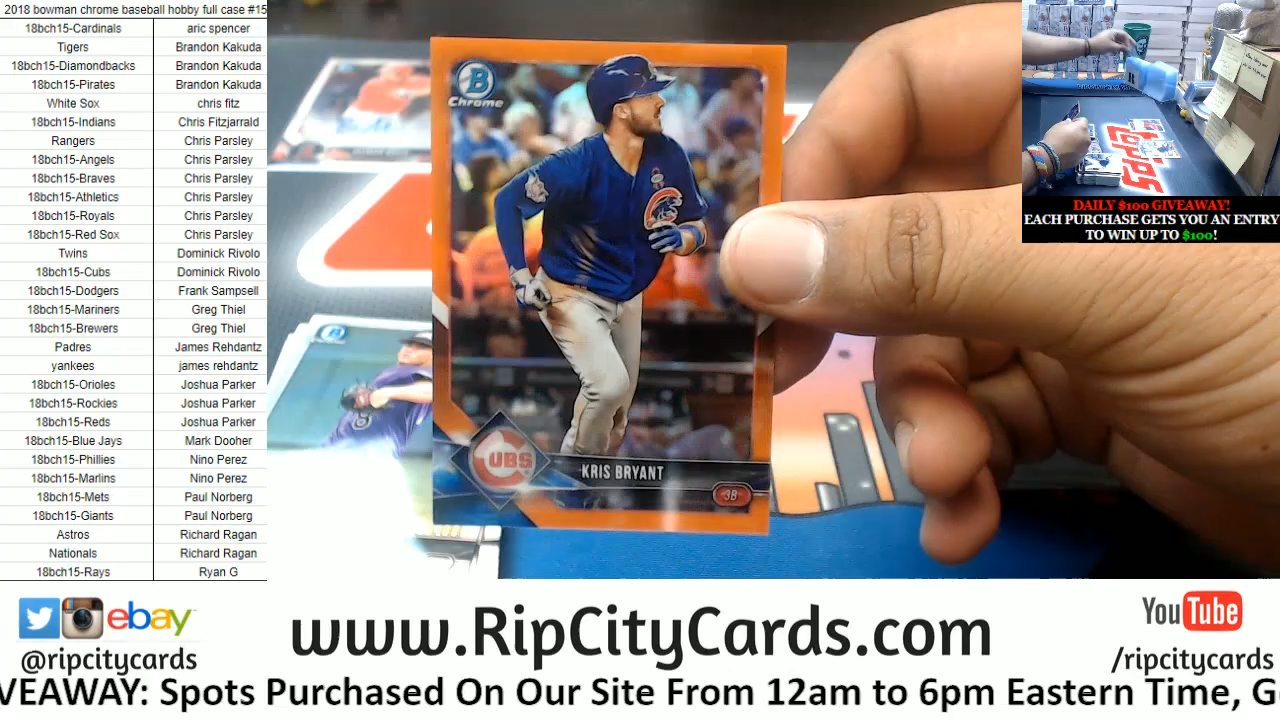 2018 bowman chrome baseball hobby full case #15
18bch15-Cardinals aric spencer
Tigers Brandon Kakuda
18bch15-Diamondbacks Brandon Kakuda
18bch15-Pirates Brandon Kakuda
White Sox chris fitz
18bch15-Indians Chris Fitzjarrald
Rangers Chris Parsley
18bch15-Angels Chris Parsley
18bch15-Braves Chris Parsley
18bch15-Athletics Chris Parsley
18bch15-Royals Chris Parsley
18bch15-Red Sox Chris Parsley
Twins Dominick Rivolo
18bch15-Cubs Dominick Rivolo
18bch15-Dodgers Frank Sampsell
18bch15-Mariners Greg Thiel
18bch15-Brewers Greg Thiel
Padres James Rehdantz
yankees james rehdantz
18bch15-Orioles Joshua Parker
18bch15-Rockies Joshua Parker
18bch15-Reds Joshua Parker
18bch15-Blue Jays Mark Dooher
18bch15-Phillies Nino Perez
18bch15-Marlins Nino Perez
18bch15-Mets Paul Norberg
18bch15-Giants Paul Norberg
Astros Richard Ragan
Nationals Richard Ragan
18bch15-Rays Ryan G
B
Chrome
CUBS
KRIS BRYANT
3B
Topps
DAILY $100 GIVEAWAY!
EACH PURCHASE GETS YOU AN ENTRY
TO WIN UP TO $100!
ebay
@ripcitycards
www.RipCityCards.com
YouTube
/ripcitycards
VEAWAY: Spots Purchased On Our Site From 12am to 6pm Eastern Time, G